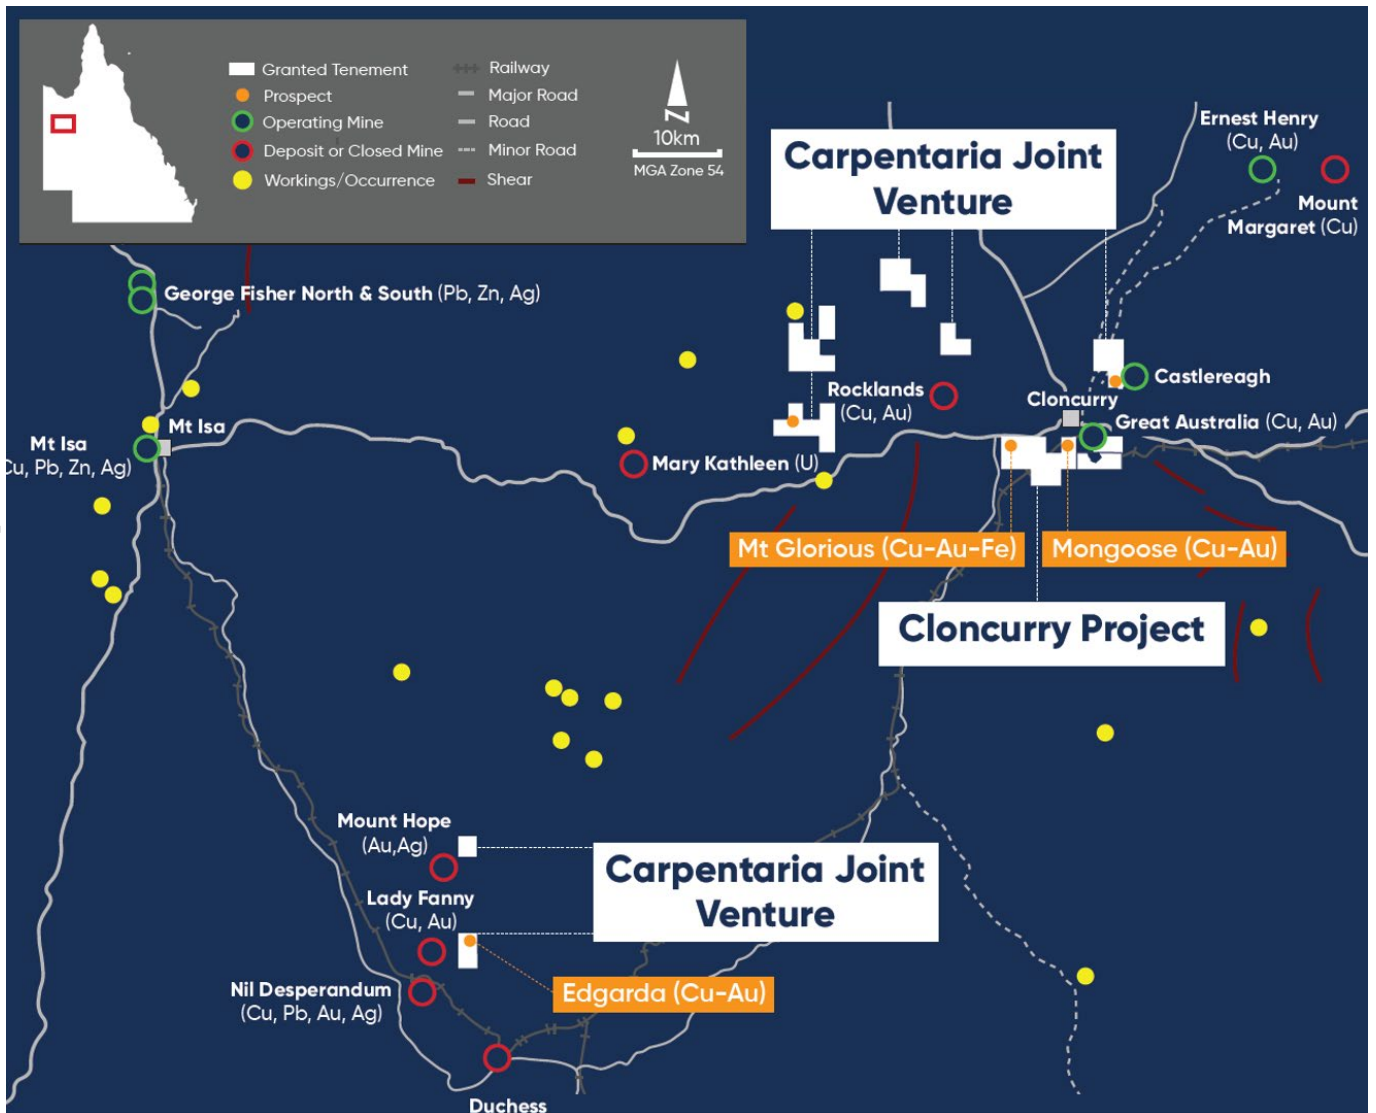 Granted Tenement
Prospect
Operating Mine
Deposit or Closed Mine
Workings/Occurrence
Railway
Major Road
Road
Minor Road
Shear
N
10km
MGA Zone 54
Carpentaria Joint
Venture
Ernest Henry
(Cu, Au)
Mount
Margaret (Cu)
George Fisher North & South (Pb, Zn, Ag)
Rocklands
(Cu, Au)
Castlereagh
Cloncurry
Great Australia (Cu, Au)
Mt Isa
Mt Isa
Cu, Pb, Zn, Ag)
Mary Kathleen (U)
Mt Glorious (Cu-Au-Fe)
Mongoose (Cu-Au)
Cloncurry Project
Mount Hope
(Au,Ag)
Carpentaria Joint
Venture
Lady Fanny
(Cu, Au)
Nil Desperandum
(Cu, Pb, Au, Ag)
Edgarda (Cu-Au)
Duchess